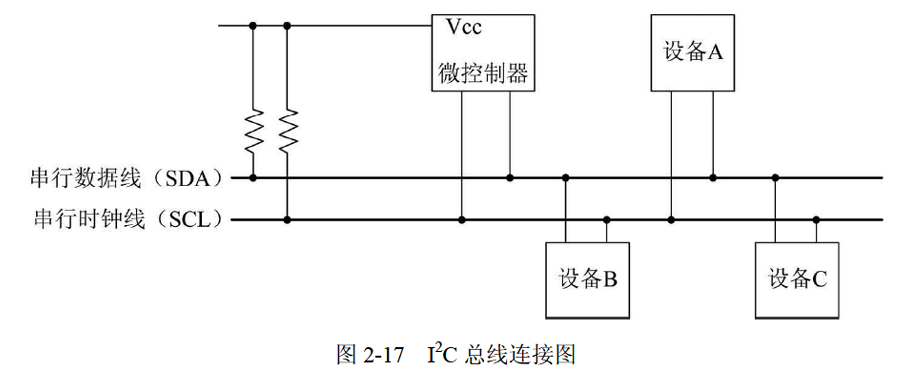 Vcc
微控制器
设备A
串行数据线（SDA）
串行时钟线（SCL）
设备B
设备C
图 2-17 I²C 总线连接图